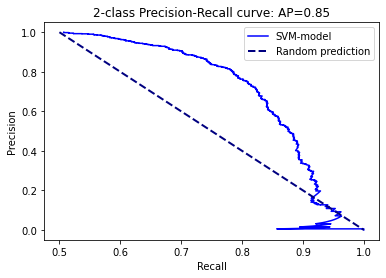 2-class Precision-Recall curve: AP=0.85
SVM-model
Random prediction
Precision
1.0
0.8
0.6
0.4
0.2
0.0
0.5
0.6
0.7
0.8
0.9
1.0
Recall